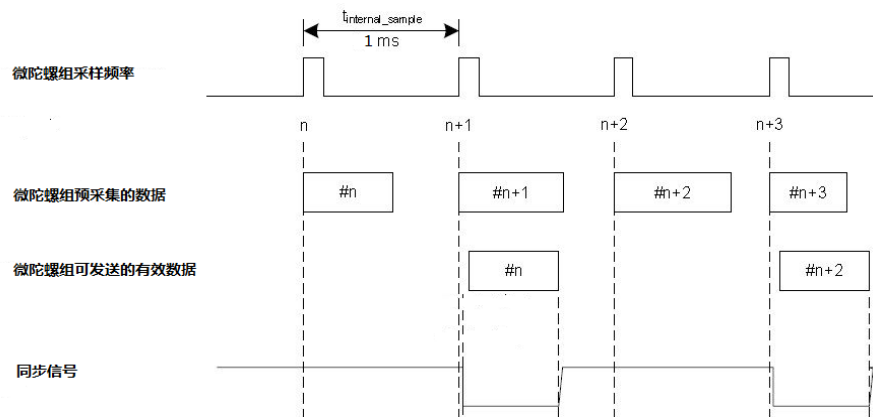 tinternal_sample
1 ms
微陀螺组采样频率
n
n+1
n+2
n+3
微陀螺组预采集的数据
#n
#n+1
#n+2
#n+3
微陀螺组可发送的有效数据
#n
#n+2
同步信号